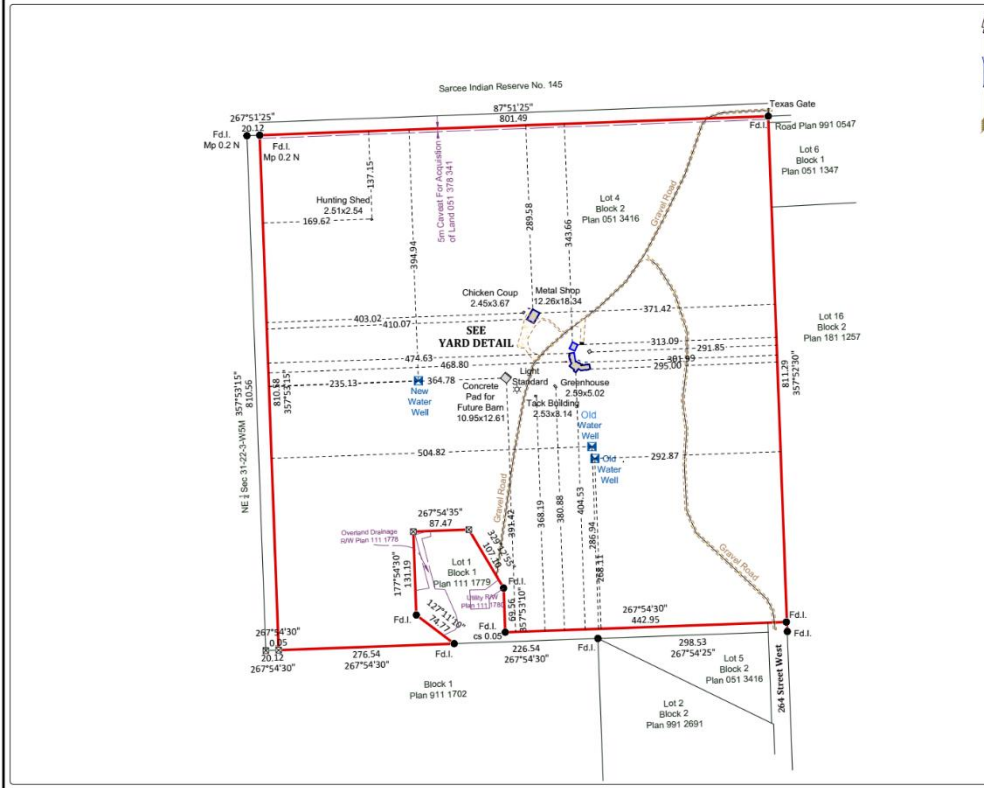 Sarcee Indian Reserve No. 145
267°51'25"
20.12
87°51'25"
801.49
Texas Gate
Fd.I.
Mp 0.2 N
Fd.I.
Mp 0.2 N
Fd.I.
Road Plan 991 0547
Lot 6
Block 1
Plan 051 1347
137.15
5m Caveat For Acquistion
of Land 051 378 341
Hunting Shed
2.51x2.54
169.62
394.94
289.58
343.66
Lot 4
Block 2
Plan 051 3416
Gravel Road
Chicken Coup
2.45x3.67
Metal Shop
12.26x18.34
403.02
410.07
371.42
SEE
YARD DETAIL
Lot 16
Block 2
Plan 181 1257
313.09
291.85
301.99
295.00
474.63
468.80
364.78
235.13
New
Water
Well
Concrete
Pad for
Future Barn
10.95x12.61
Light
Standard
Greenhouse
2.59x5.02
Tack Building
2.53x8.14
Old
Water
Well
Old
Water
Well
504.82
292.87
357°53'15"
810.56
810.58
357°53'15"
811.29
357°52'30"
NE ¼ Sec 31-22-3-W5M
Gravel Road
391.42
368.19
380.88
404.53
286.94
268.11
267°54'35"
87.47
Overland Drainage
R/W Plan 111 1778
329°12'55"
107.10
Lot 1
Block 1
Plan 111 1779
177°54'30"
131.19
Utility R/W
Plan 111 1780
Fd.I.
Gravel Road
127°11'10"
74.77
69.56
357°53'10"
Fd.I.
Fd.I.
cs 0.05
267°54'30"
442.95
Fd.I.
Fd.I.
267°54'30"
0.05
20.12
267°54'30"
276.54
267°54'30"
Fd.I.
226.54
267°54'30"
Fd.I.
298.53
267°54'25"
Lot 5
Block 2
Plan 051 3416
264 Street West
Block 1
Plan 911 1702
Lot 2
Block 2
Plan 991 2691